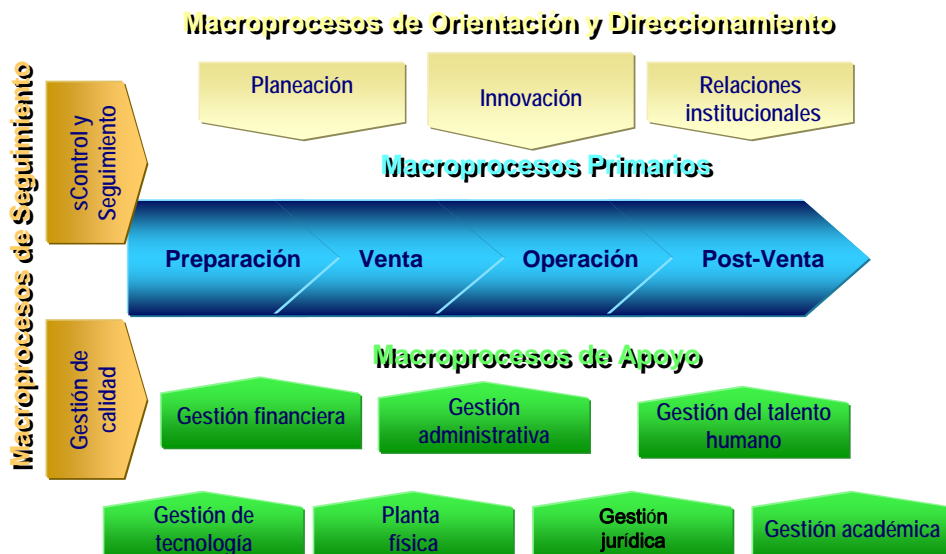 Macroprocesos de Orientación y Direccionamiento
Planeación
Innovación
Relaciones
institucionales
Macroprocesos de Seguimiento
sControl y
Seguimiento
Macroprocesos Primarios
Preparación
Venta
Operación
Post-Venta
Gestión de
calidad
Macroprocesos de Apoyo
Gestión financiera
Gestión
administrativa
Gestión del talento
humano
Gestión de
tecnología
Planta
física
Gestión
jurídica
Gestión académica